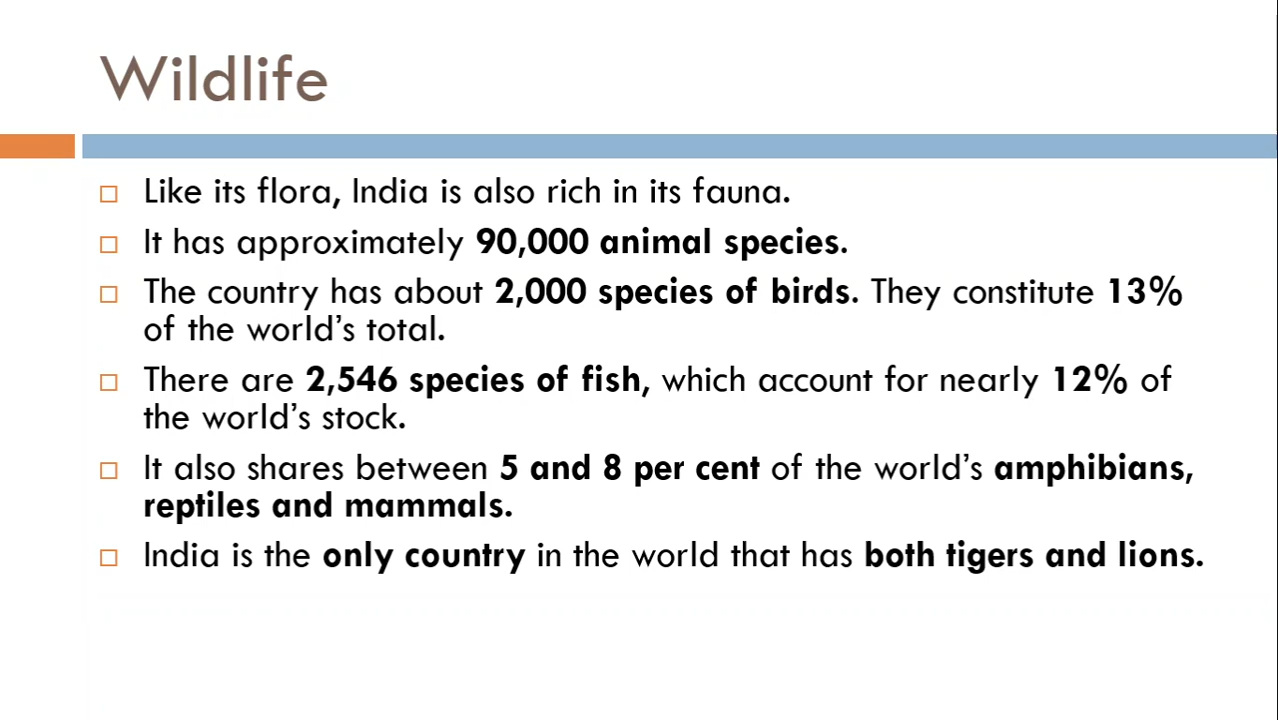 Wildlife
Like its flora, India is also rich in its fauna.
It has approximately 90,000 animal species.
The country has about 2,000 species of birds. They constitute 13%
of the world's total.
There are 2,546 species of fish, which account for nearly 12% of
the world's stock.
It also shares between 5 and 8 per cent of the world's amphibians,
reptiles and mammals.
India is the only country in the world that has both tigers and lions.